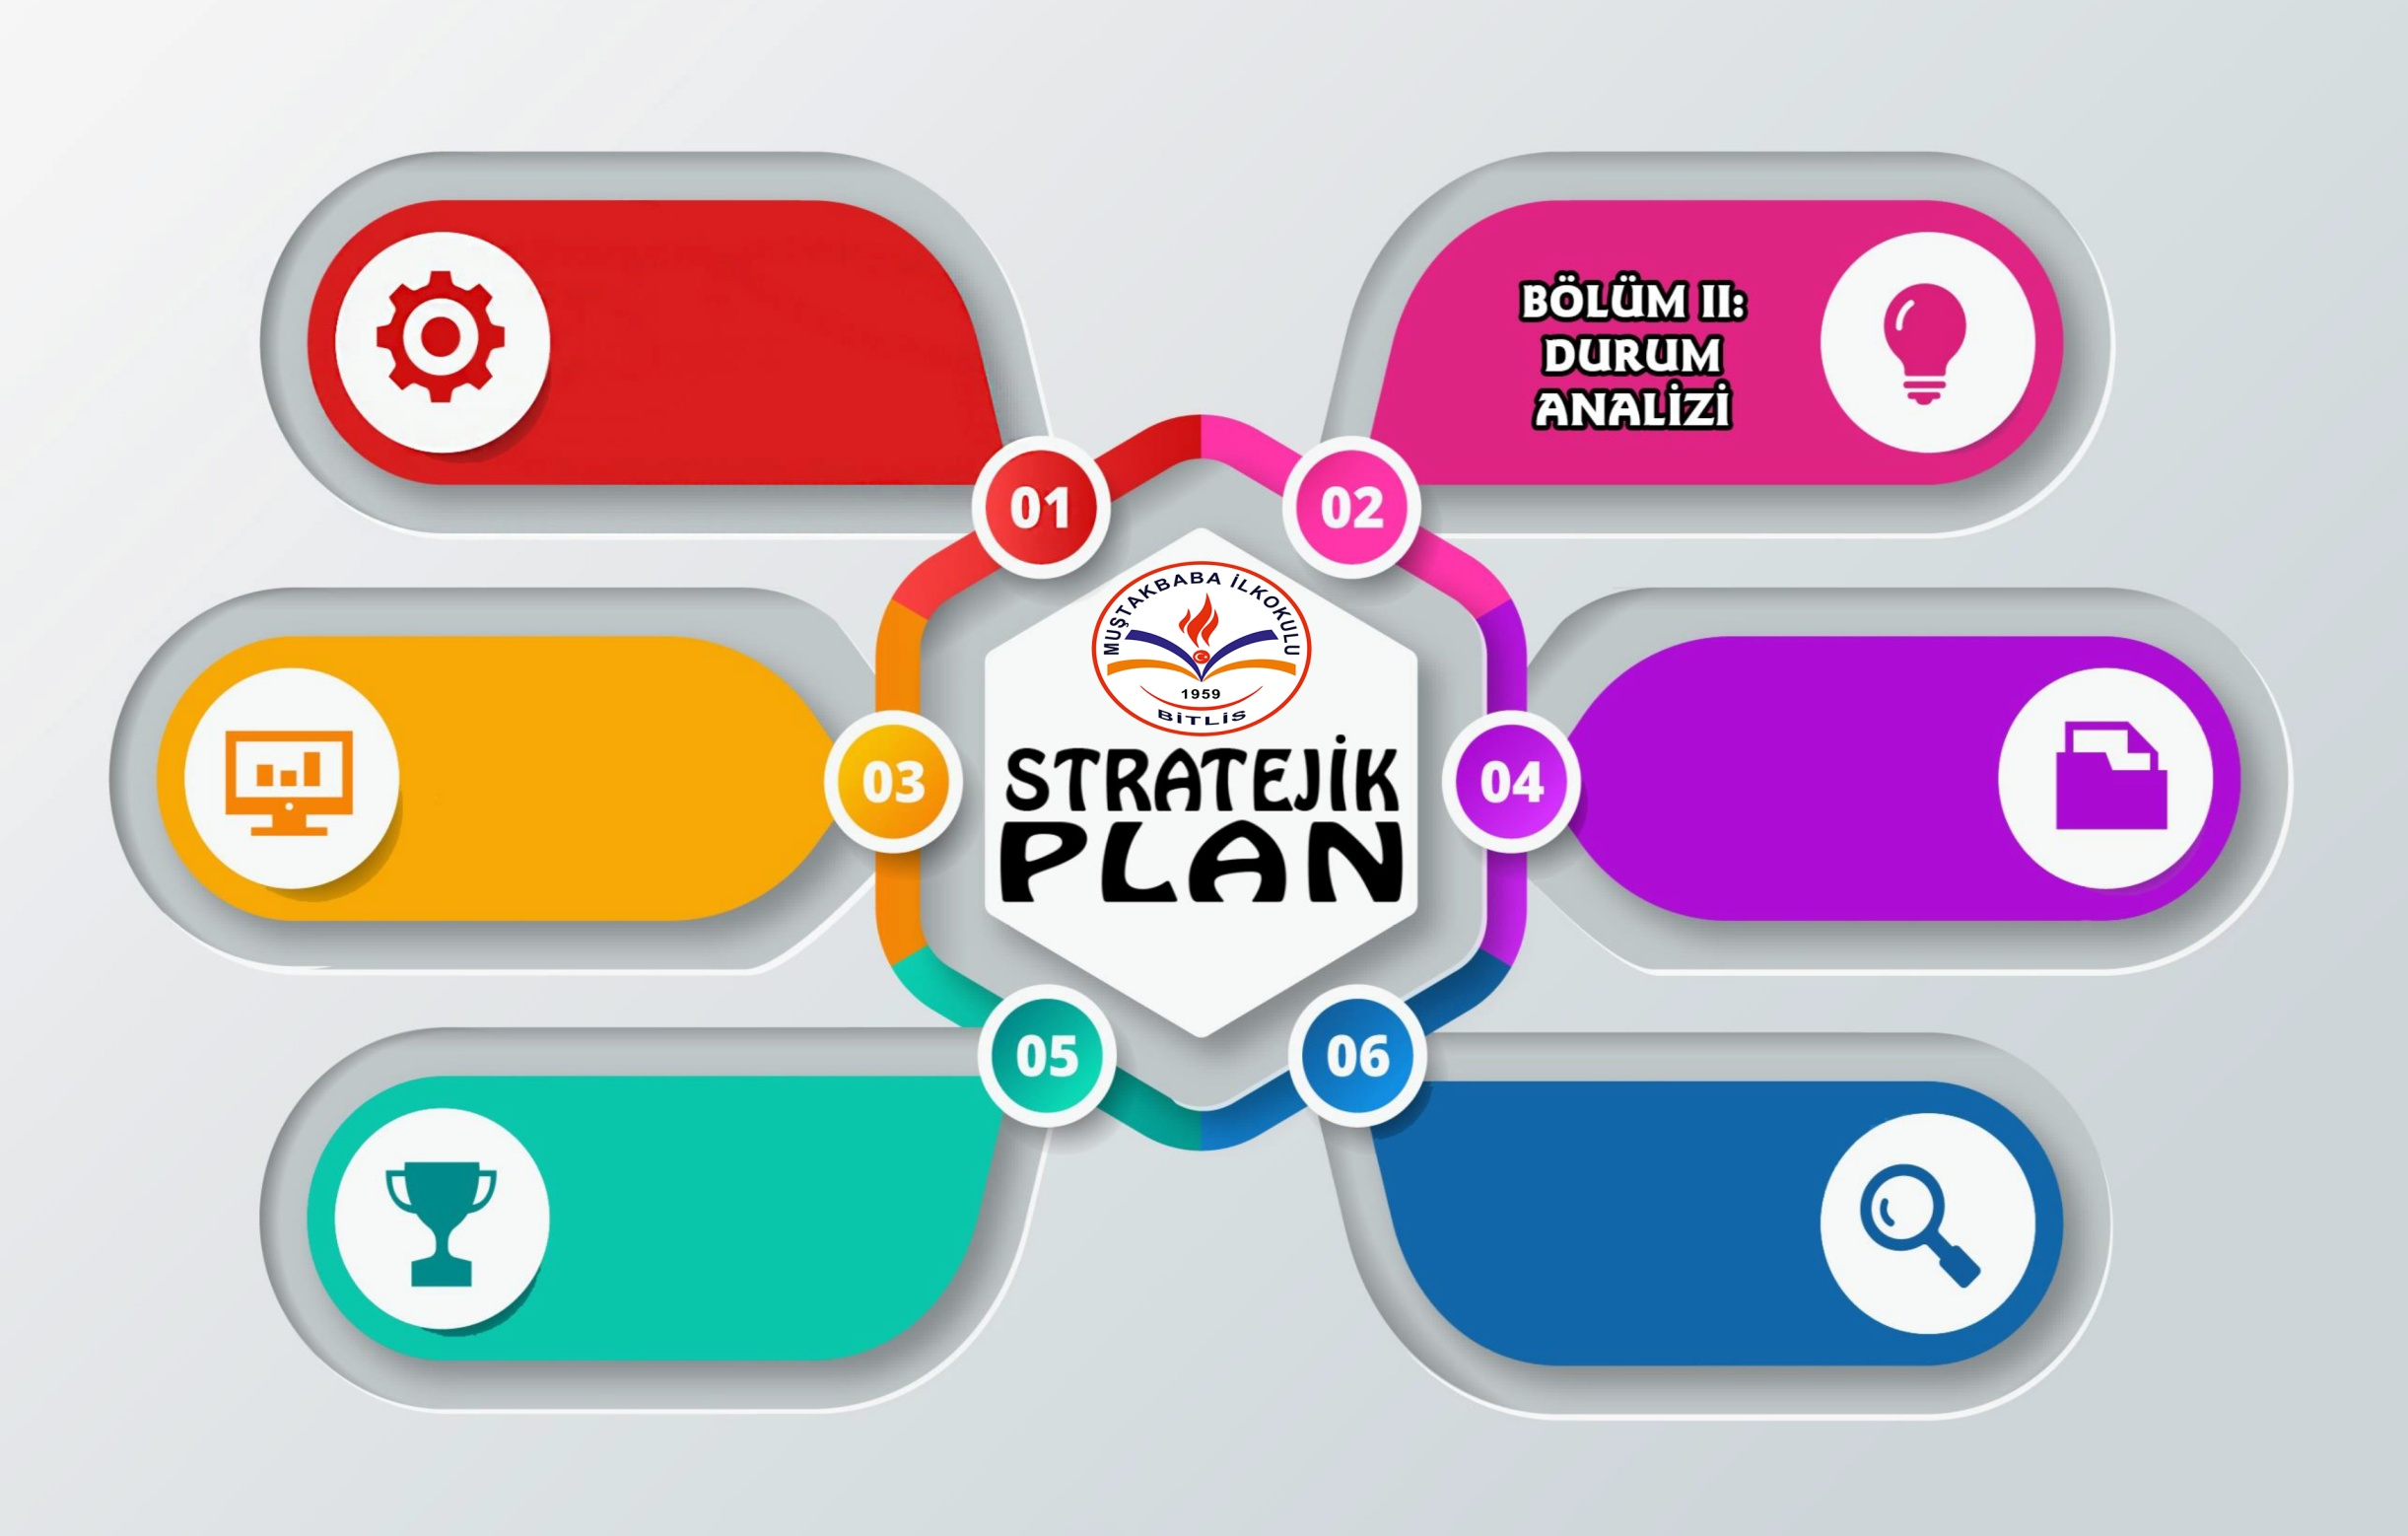 BÖLÜM II:
DURUM
ANALİZİ
01
02
MUŞTAKBABA İLKOKULU
1959
BİTLİS
STRATEJİK
PLAN
03
04
05
06